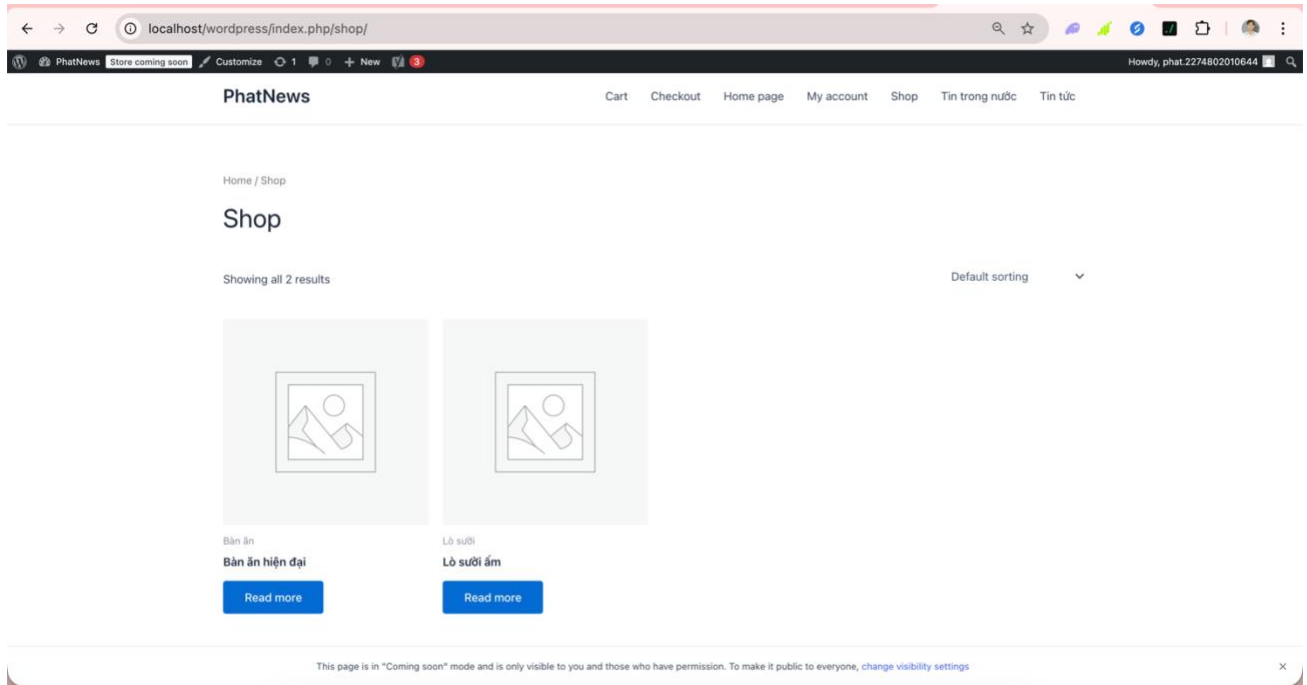 localhost/wordpress/index.php/shop/
PhatNews Store coming soon Customize 1 0 + New 3 Howdy, phat.2274802010644
PhatNews Cart Checkout Home page My account Shop Tin trong nước Tin tức
Home / Shop
Shop
Showing all 2 results Default sorting
Bàn ăn Lò sưởi
Bàn ăn hiện đại Lò sưởi ấm
Read more Read more
This page is in "Coming soon" mode and is only visible to you and those who have permission. To make it public to everyone, change visibility settings